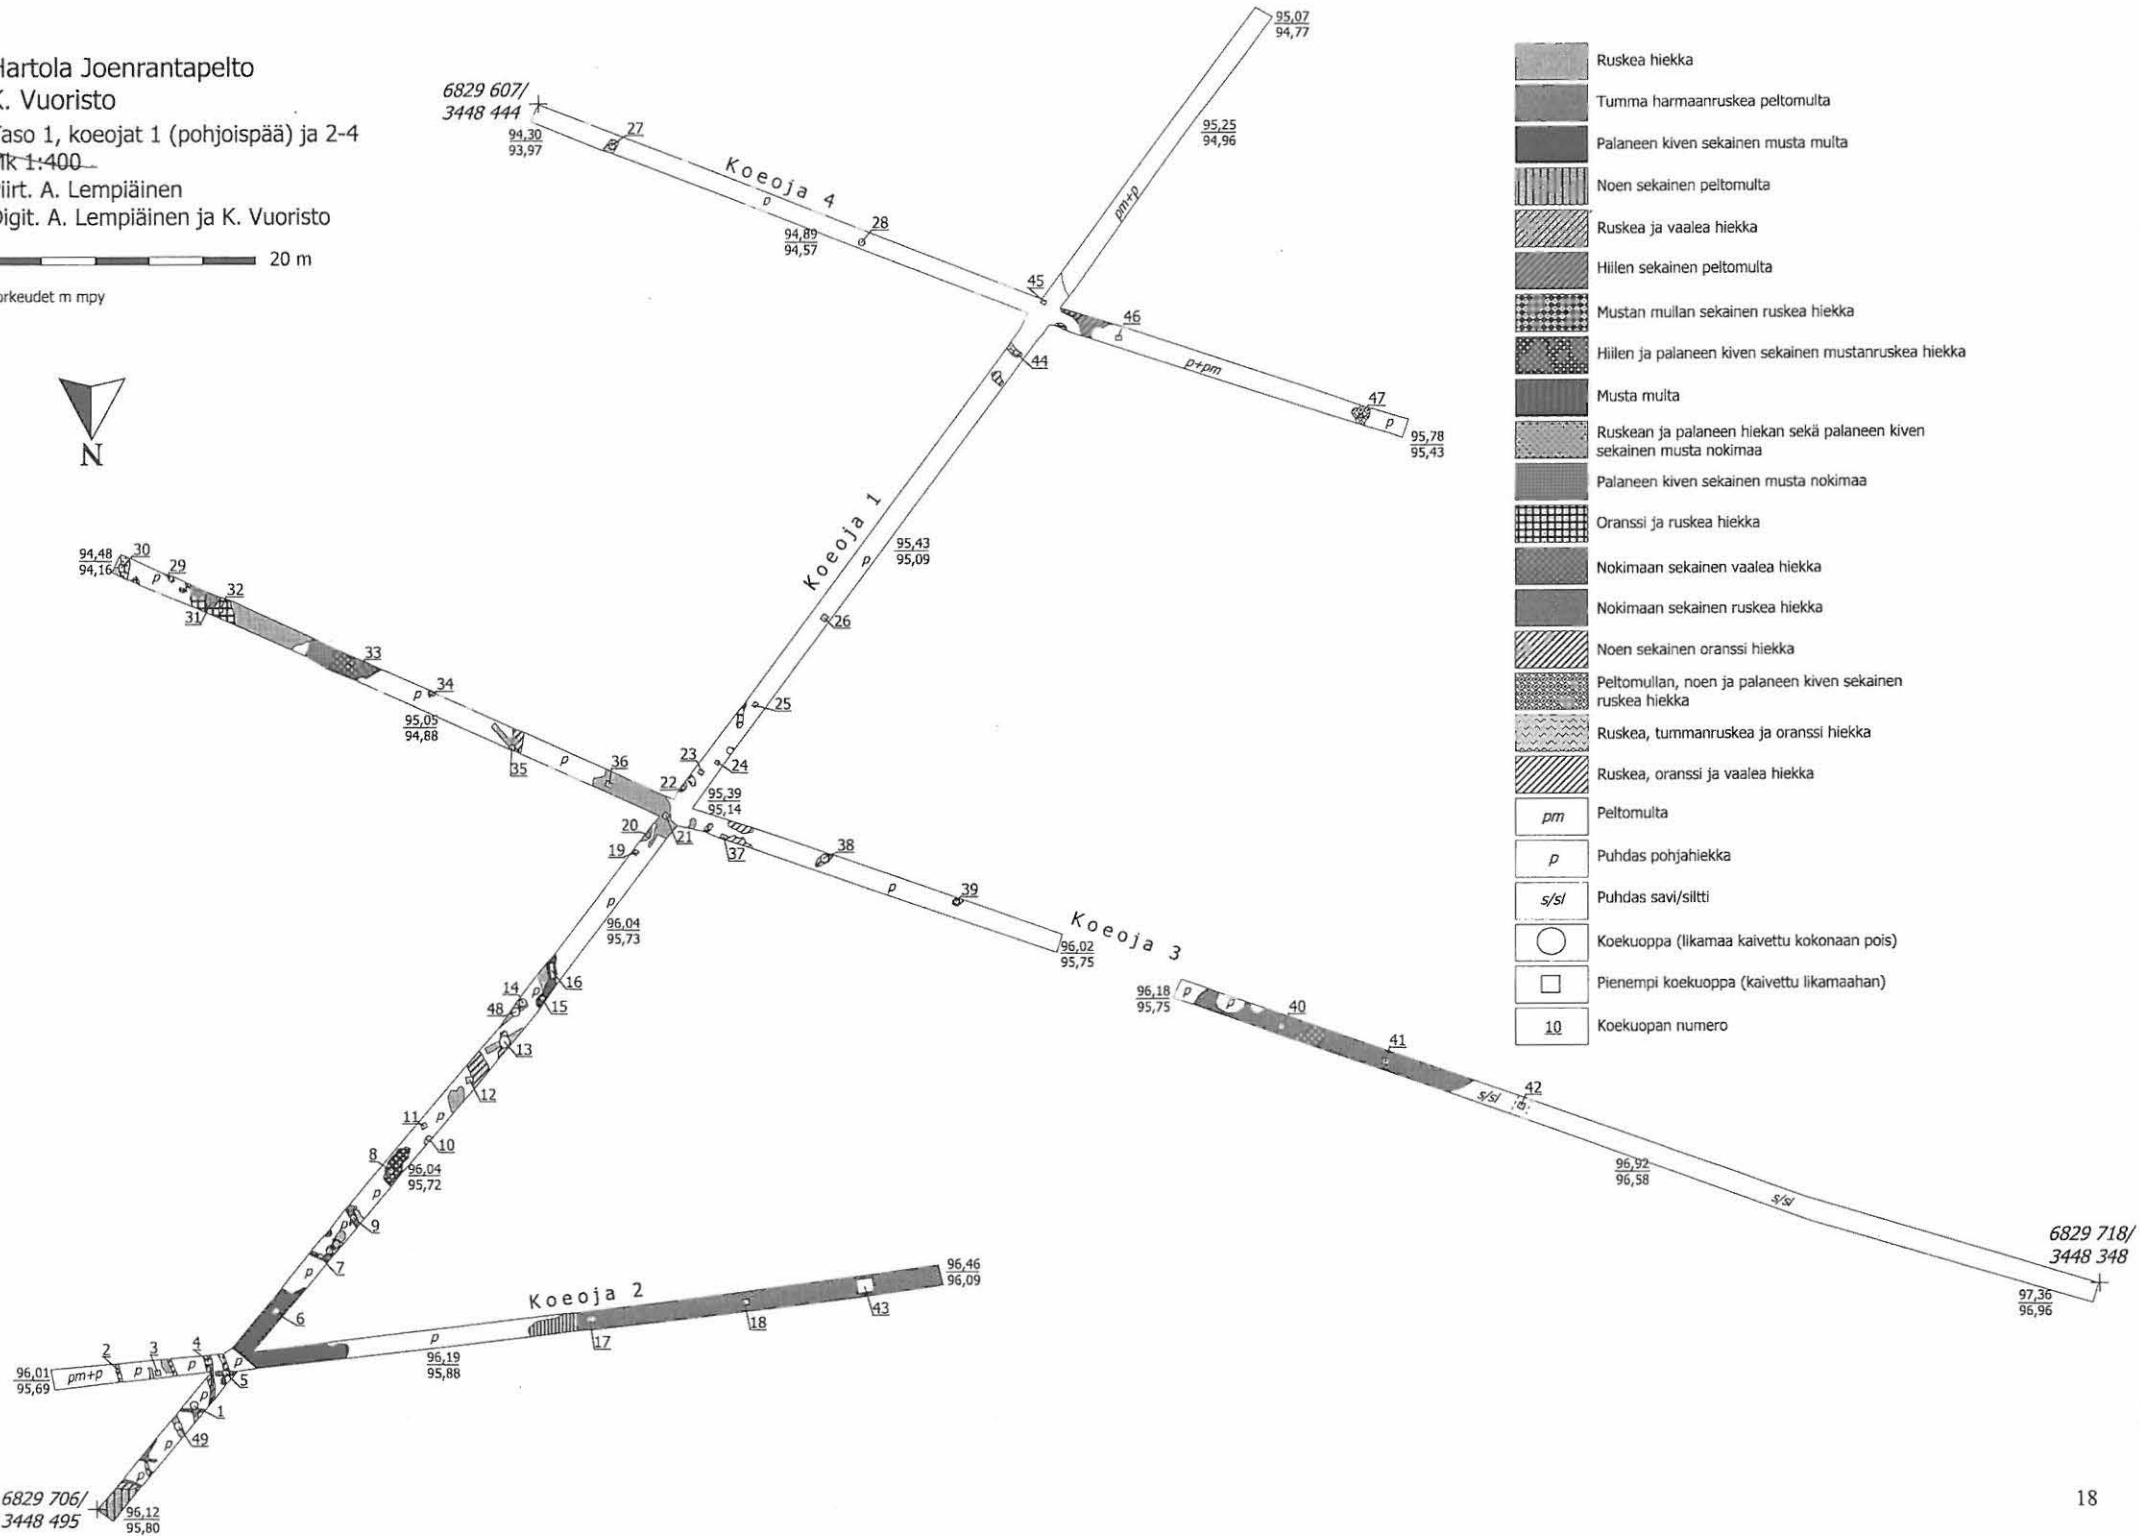 Hartola Joenrantapelto
K. Vuoristo
Taso 1, koeojat 1 (pohjoispää) ja 2-4
Mk 1:400
Piirt. A. Lempiäinen
Digit. A. Lempiäinen ja K. Vuoristo
20 m
Korkeudet m mpy
N
6829 607/
3448 444
94,30
93,97
27
Koeoja 4
p
94,89
94,57
28
45
95,07
94,77
95,25
94,96
pm+p
46
p+pm
47
p
95,78
95,43
44
Koeoja 1
p
95,43
95,09
26
25
24
23
22
95,39
95,14
94,48
94,16
30
p
29
32
31
33
p
34
95,05
94,88
35
p
36
21
20
19
37
38
p
39
96,02
95,75
Koeoja 3
p
96,04
95,73
16
15
14
p
48
13
12
11
p
10
8
96,04
95,72
p
9
p
7
p
6
96,18
95,75
p
p
40
41
s/sl
42
96,92
96,58
s/sl
6829 718/
3448 348
97,36
96,96
Koeoja 2
96,46
96,09
43
18
17
p
96,19
95,88
96,01
95,69
pm+p
2
p
3
p
4
p
5
p
1
49
p
p
6829 706/
3448 495
96,12
95,80
Ruskea hiekka
Tumma harmaanruskea peltomulta
Palaneen kiven sekainen musta multa
Noen sekainen peltomulta
Ruskea ja vaalea hiekka
Hiilen sekainen peltomulta
Mustan mullan sekainen ruskea hiekka
Hiilen ja palaneen kiven sekainen mustanruskea hiekka
Musta multa
Ruskean ja palaneen hiekan sekä palaneen kiven
sekainen musta nokimaa
Palaneen kiven sekainen musta nokimaa
Oranssi ja ruskea hiekka
Nokimaan sekainen vaalea hiekka
Nokimaan sekainen ruskea hiekka
Noen sekainen oranssi hiekka
Peltomullan, noen ja palaneen kiven sekainen
ruskea hiekka
Ruskea, tummanruskea ja oranssi hiekka
Ruskea, oranssi ja vaalea hiekka
pm Peltomulta
p Puhdas pohjahiekka
s/sl Puhdas savi/siltti
Koekuoppa (likamaa kaivettu kokonaan pois)
Pienempi koekuoppa (kaivettu likamaahan)
10 Koekuopan numero
18